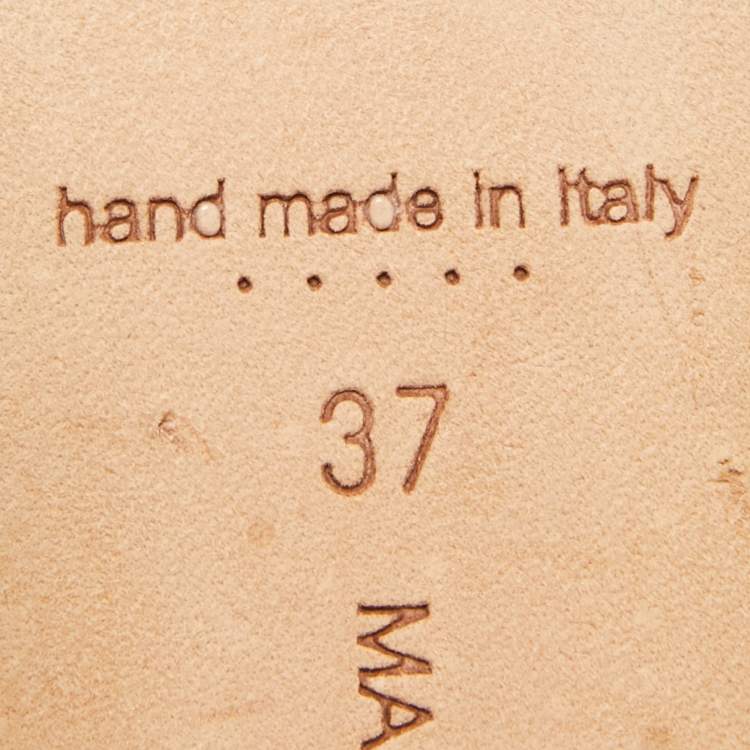 hand made in Italy
• • • • •
37
MA